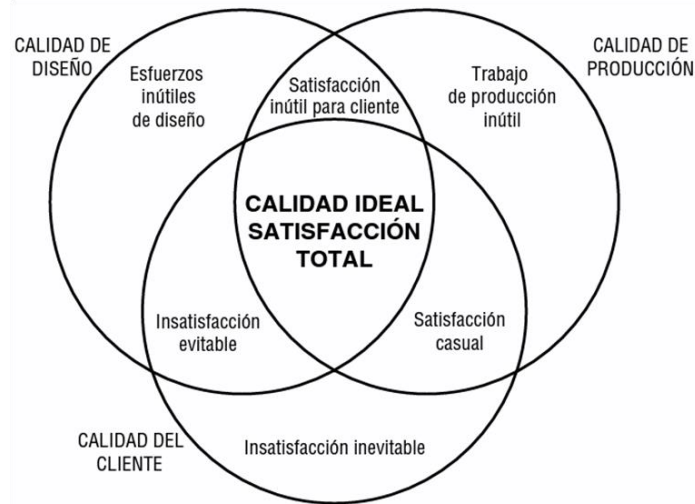 CALIDAD DE
DISEÑO
CALIDAD DE
PRODUCCIÓN
Esfuerzos
inútiles
de diseño
Satisfacción
inútil para cliente
Trabajo
de producción
inútil
CALIDAD IDEAL
SATISFACCIÓN
TOTAL
Insatisfacción
evitable
Satisfacción
casual
CALIDAD DEL
CLIENTE
Insatisfacción inevitable